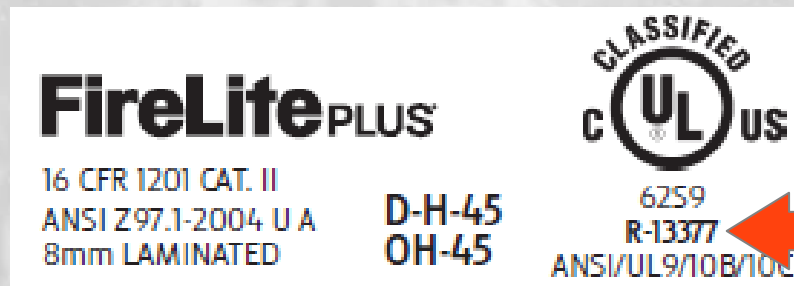 FireLite PLUS
16 CFR 1201 CAT. II
ANSI Z97.1-2004 U A
8mm LAMINATED
D-H-45
OH-45
CLASSIFIED
C UL® US
6259
R-13377
ANSI/UL9/10B/10C